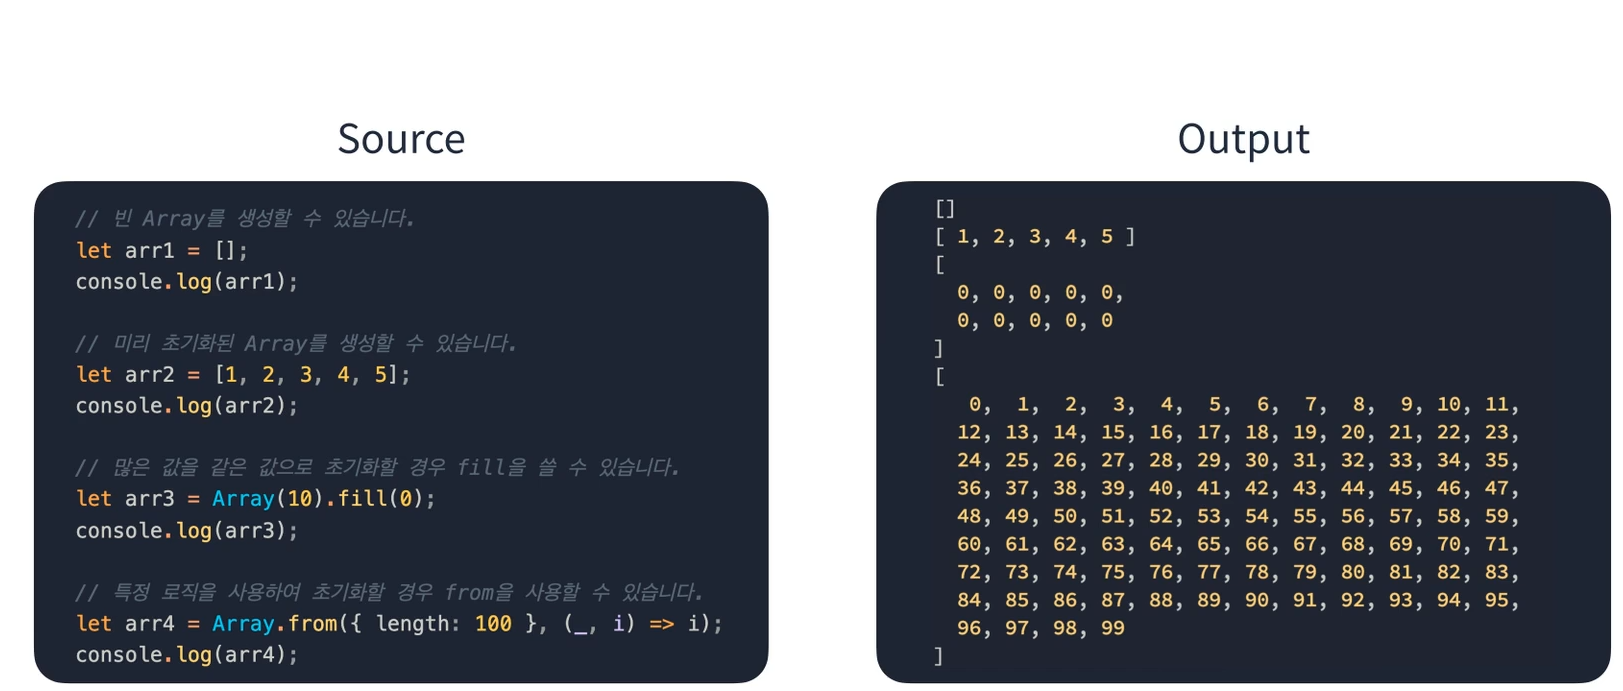 Source
// 빈 Array를 생성할 수 있습니다.
let arr1 = [];
console.log(arr1);
// 미리 초기화된 Array를 생성할 수 있습니다.
let arr2 = [1, 2, 3, 4, 5];
console.log(arr2);
// 많은 값을 같은 값으로 초기화할 경우 fill을 쓸 수 있습니다.
let arr3 = Array(10).fill(0);
console.log(arr3);
// 특정 로직을 사용하여 초기화할 경우 from을 사용할 수 있습니다.
let arr4 = Array.from({ length: 100 }, (_, i) => i);
console.log(arr4);
Output
[]
[ 1, 2, 3, 4, 5 ]
[
  0, 0, 0, 0, 0,
  0, 0, 0, 0, 0
]
[
   0,  1,  2,  3,  4,  5,  6,  7,  8,  9, 10, 11,
  12, 13, 14, 15, 16, 17, 18, 19, 20, 21, 22, 23,
  24, 25, 26, 27, 28, 29, 30, 31, 32, 33, 34, 35,
  36, 37, 38, 39, 40, 41, 42, 43, 44, 45, 46, 47,
  48, 49, 50, 51, 52, 53, 54, 55, 56, 57, 58, 59,
  60, 61, 62, 63, 64, 65, 66, 67, 68, 69, 70, 71,
  72, 73, 74, 75, 76, 77, 78, 79, 80, 81, 82, 83,
  84, 85, 86, 87, 88, 89, 90, 91, 92, 93, 94, 95,
  96, 97, 98, 99
]